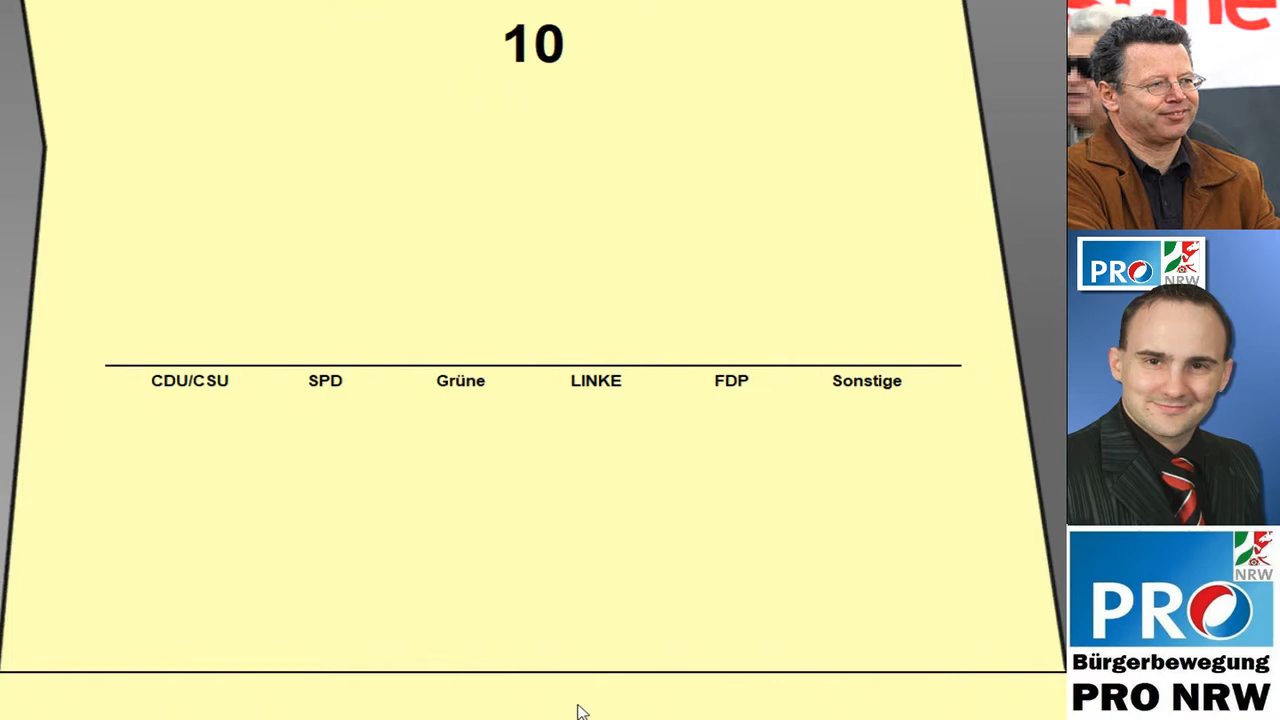 10
CDU/CSU SPD Grüne LINKE FDP Sonstige
PRO
NRW
PRO
NRW
Bürgerbewegung
PRO NRW